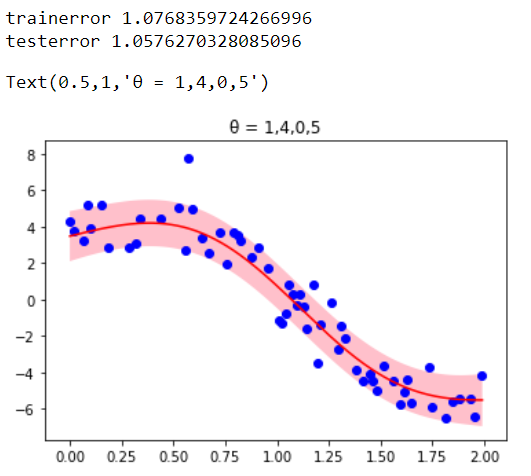 trainerror 1.0768359724266996
testerror 1.0576270328085096
Text(0.5,1,'θ = 1,4,0,5')
θ = 1,4,0,5
8
6
4
2
0
−2
−4
−6
0.00 0.25 0.50 0.75 1.00 1.25 1.50 1.75 2.00